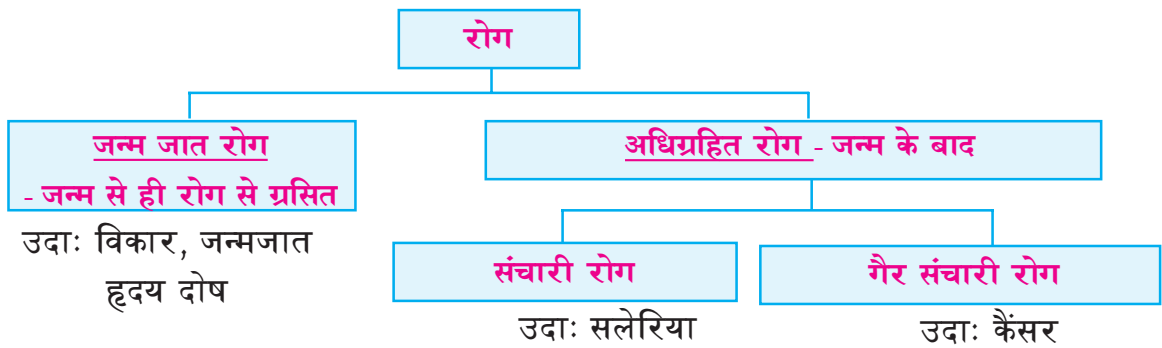 रोग
जन्म जात रोग
- जन्म से ही रोग से ग्रसित
उदाः विकार, जन्मजात
हृदय दोष
अधिग्रहित रोग - जन्म के बाद
संचारी रोग
उदाः सलेरिया
गैर संचारी रोग
उदाः कैंसर